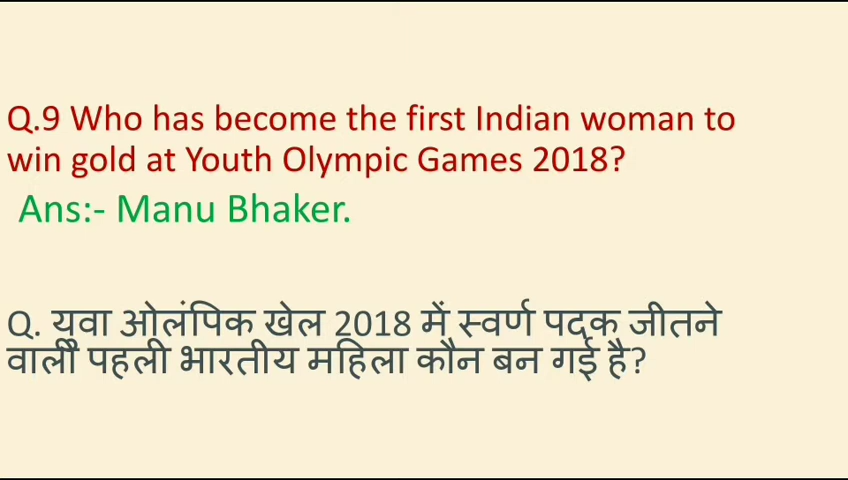 Q.9 Who has become the first Indian woman to
win gold at Youth Olympic Games 2018?
Ans:- Manu Bhaker.
Q. युवा ओलंपिक खेल 2018 में स्वर्ण पदक जीतने
वाली पहली भारतीय महिला कौन बन गई है?